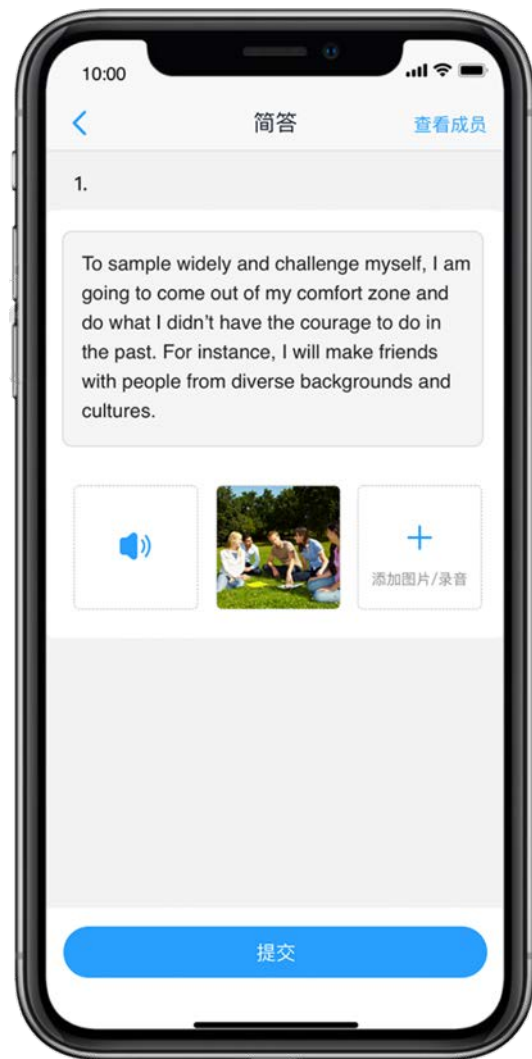 10:00
简答
查看成员
1.
To sample widely and challenge myself, I am
going to come out of my comfort zone and
do what I didn't have the courage to do in
the past. For instance, I will make friends
with people from diverse backgrounds and
cultures.
添加图片/录音
提交